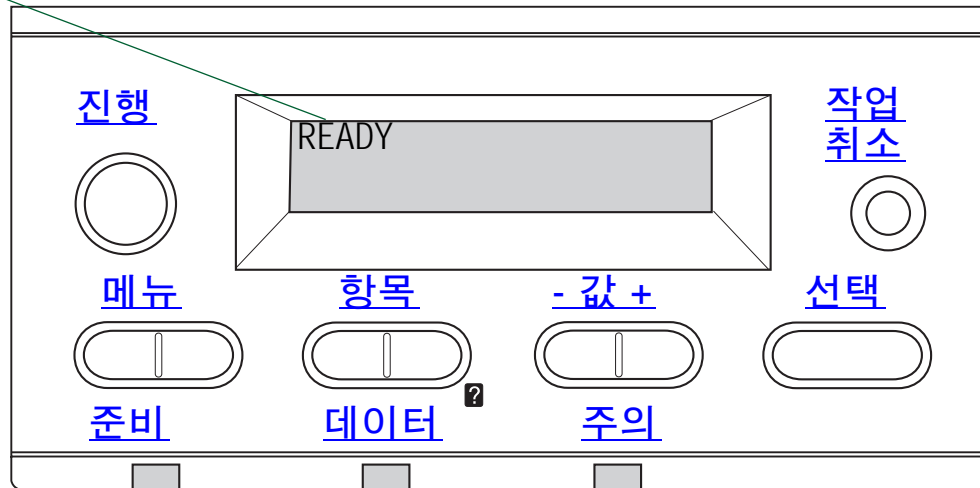 진행
READY
작업
취소
메뉴
항목
- 값 +
선택
?
준비
데이터
주의